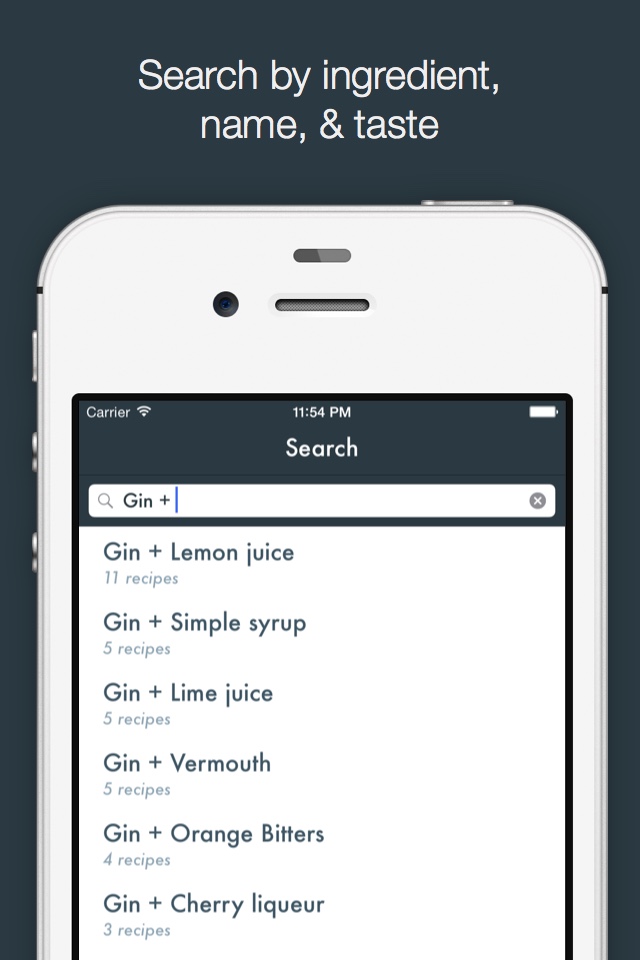 Search by ingredient,
name, & taste
Carrier 11:54 PM
Search
Gin +
Gin + Lemon juice
11 recipes
Gin + Simple syrup
5 recipes
Gin + Lime juice
5 recipes
Gin + Vermouth
5 recipes
Gin + Orange Bitters
4 recipes
Gin + Cherry liqueur
3 recipes